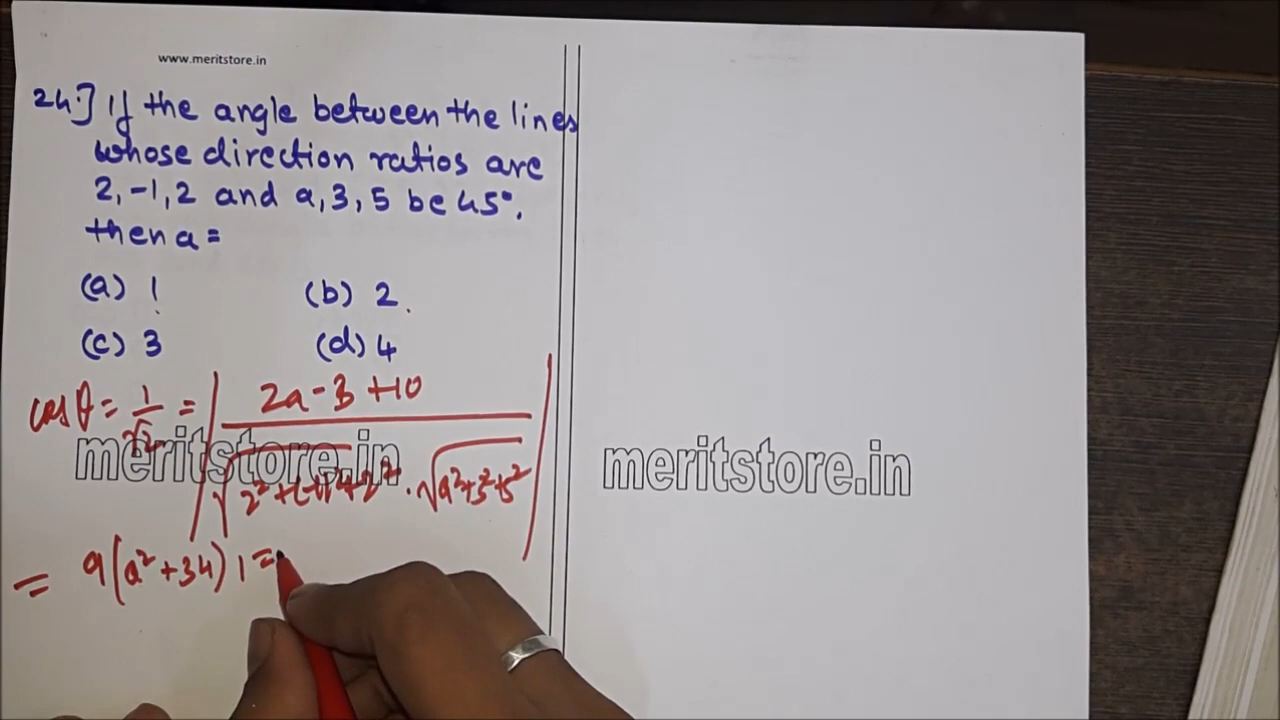 www.meritstore.in
24.] If the angle between the lines
whose direction ratios are
2, -1, 2 and a, 3, 5 be 45°.
then a =
(a) 1 (b) 2
(c) 3 (d) 4
cos θ = 1/√2 = | 2a - 3 + 10 / √2² + (-1)² + 2² . √a² + 3² + 5² |
meritstore.in meritstore.in
= 9(a² + 34) 1 =